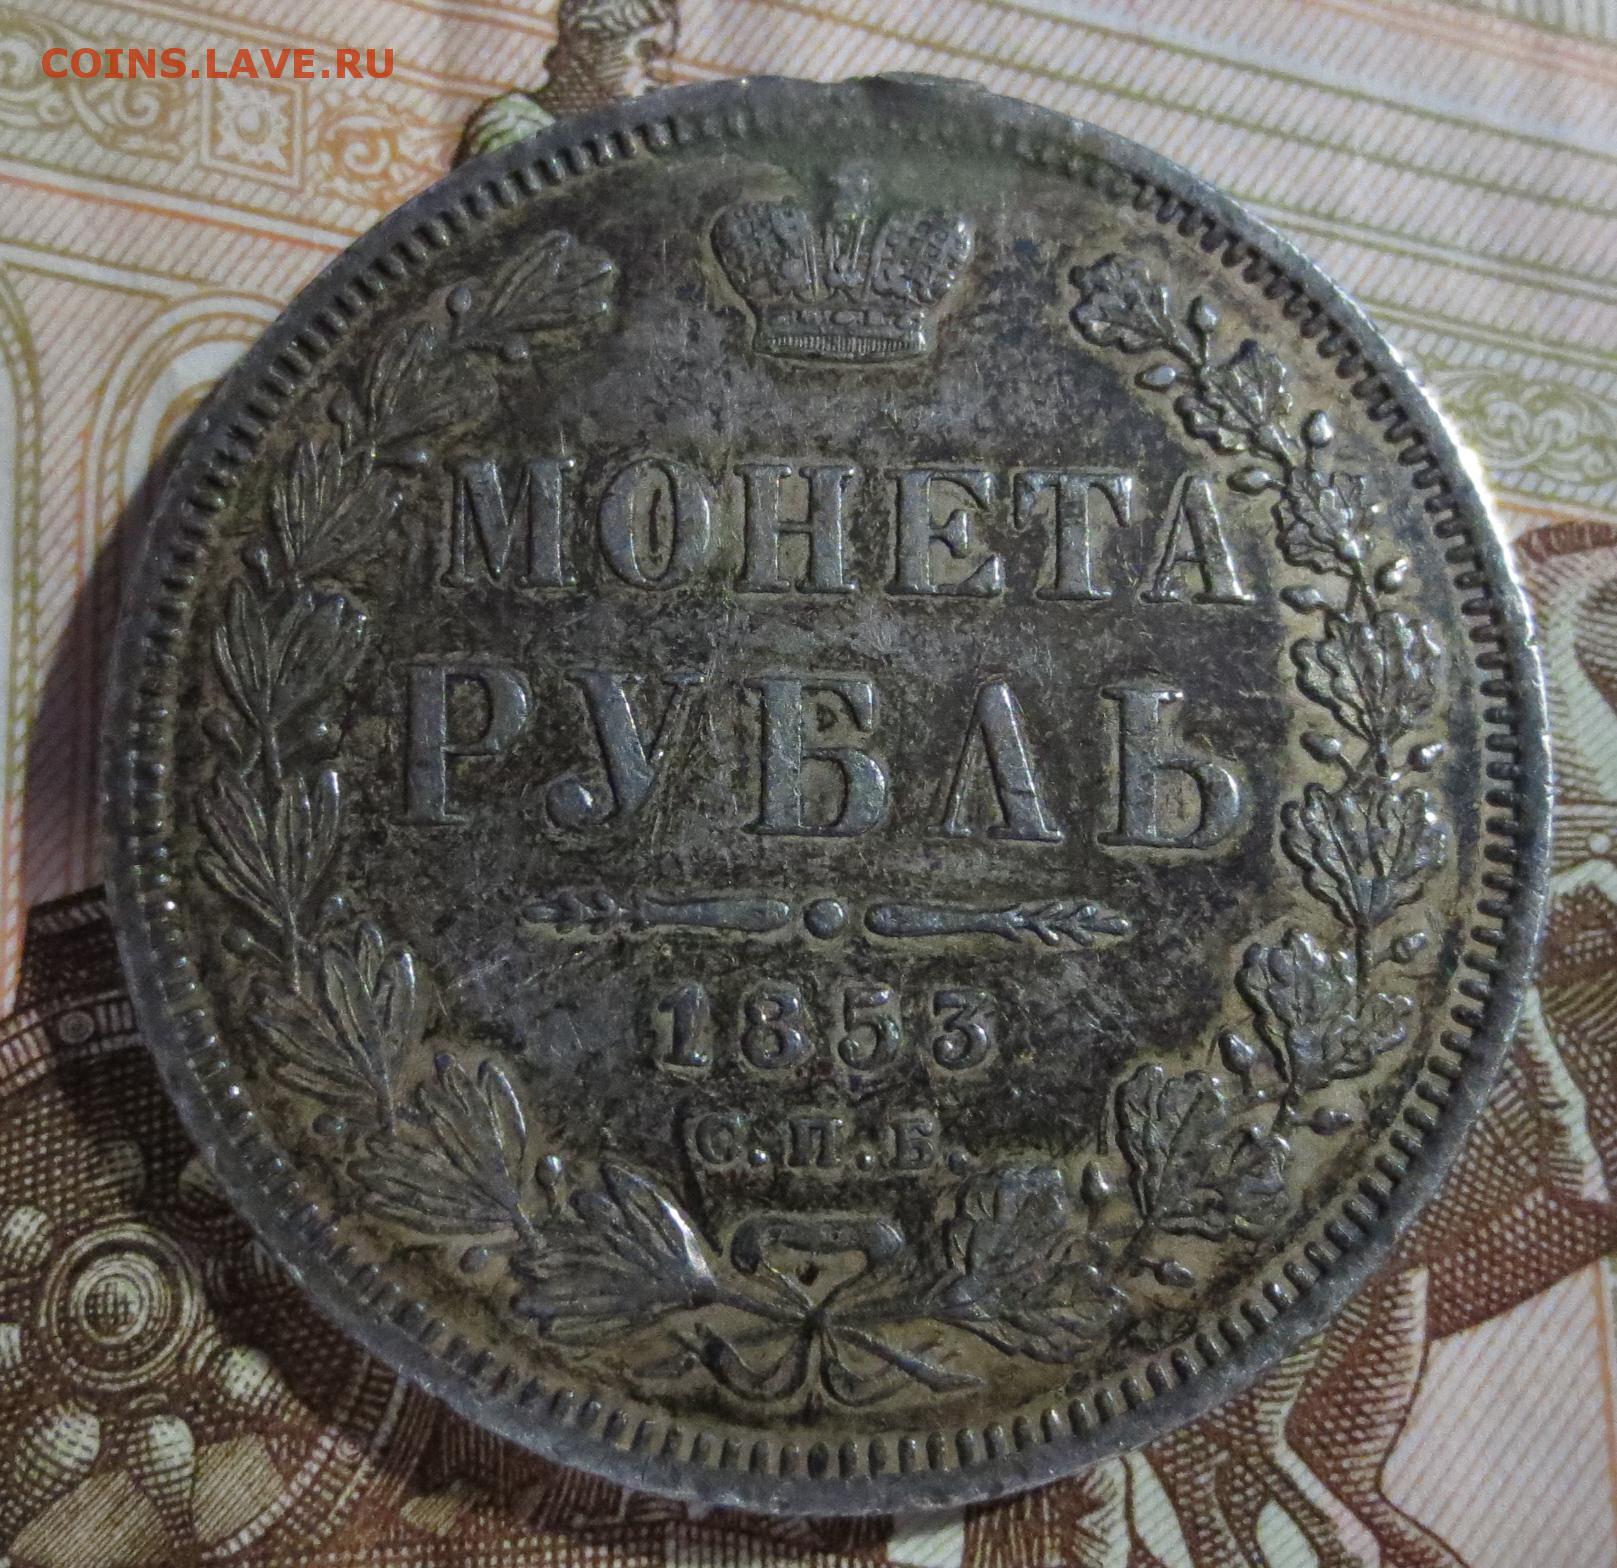 COINS.LAVE.RU
МОНЕТА
РУБЛЬ
1853
С.П.Б.